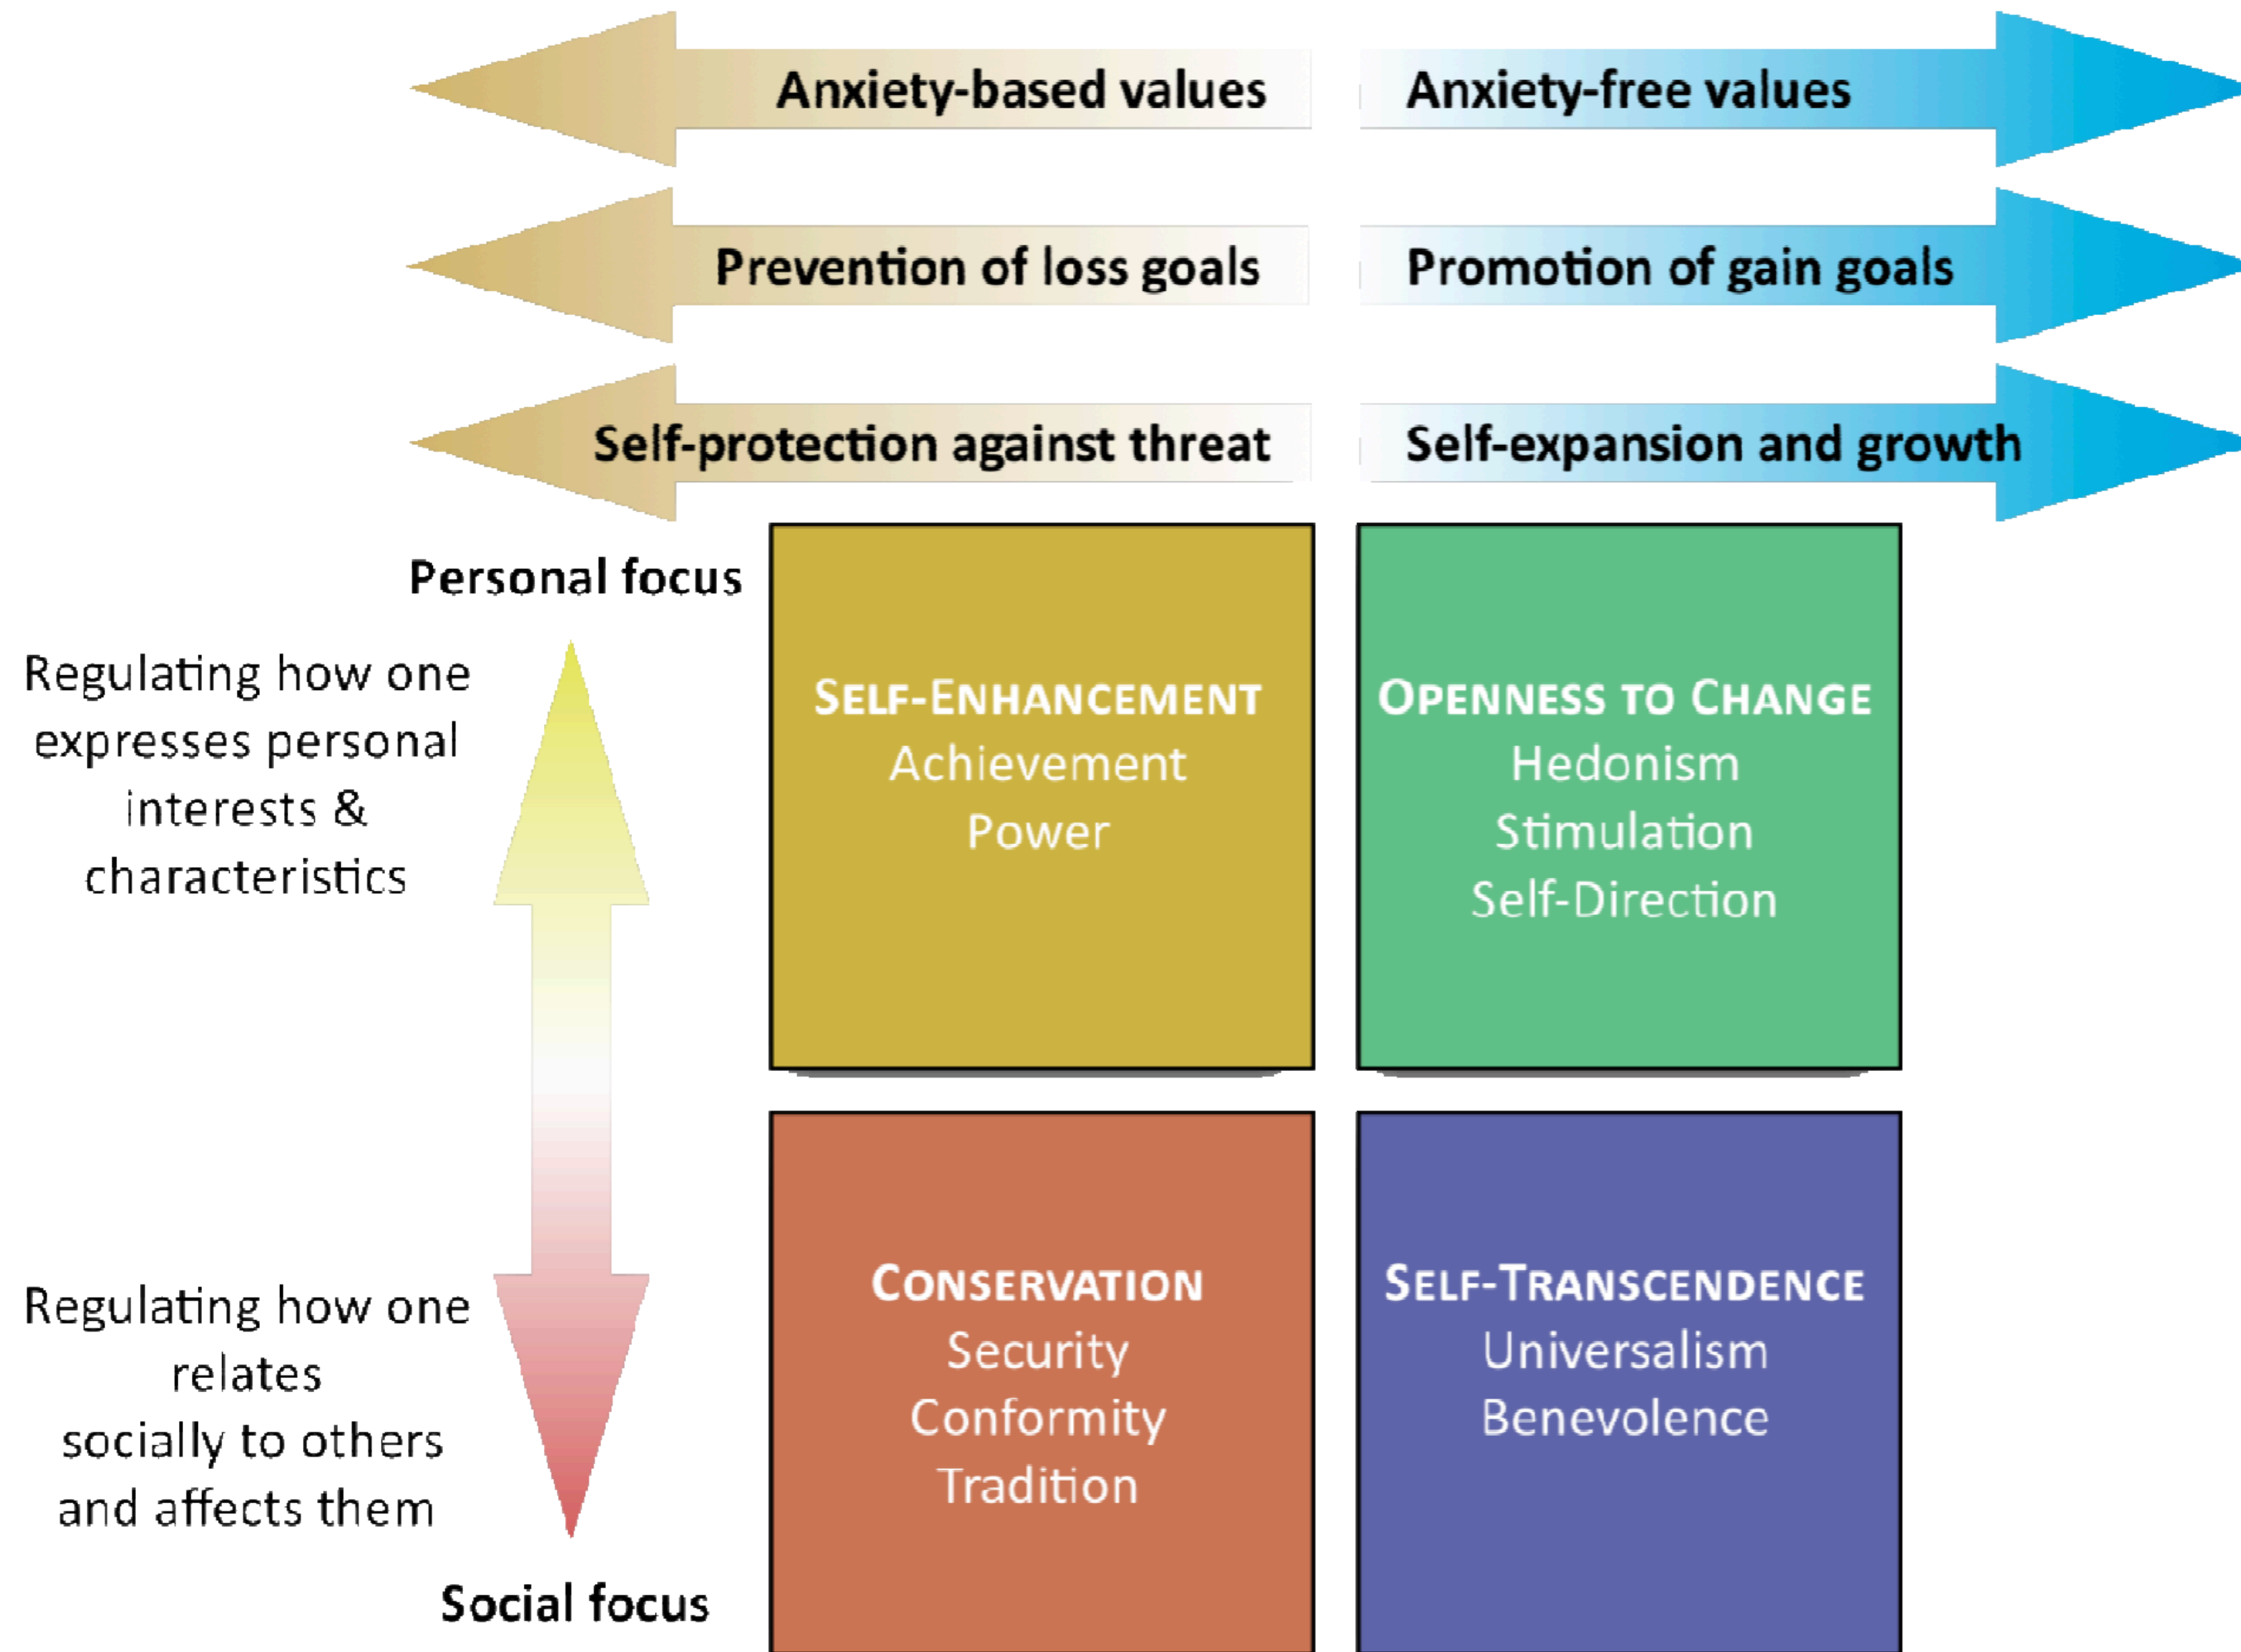 Anxiety-based values
Anxiety-free values
Prevention of loss goals
Promotion of gain goals
Self-protection against threat
Self-expansion and growth
Personal focus
Regulating how one
expresses personal
interests &
characteristics
SELF-ENHANCEMENT
Achievement
Power
OPENNESS TO CHANGE
Hedonism
Stimulation
Self-Direction
Regulating how one
relates
socially to others
and affects them
Social focus
CONSERVATION
Security
Conformity
Tradition
SELF-TRANSCENDENCE
Universalism
Benevolence